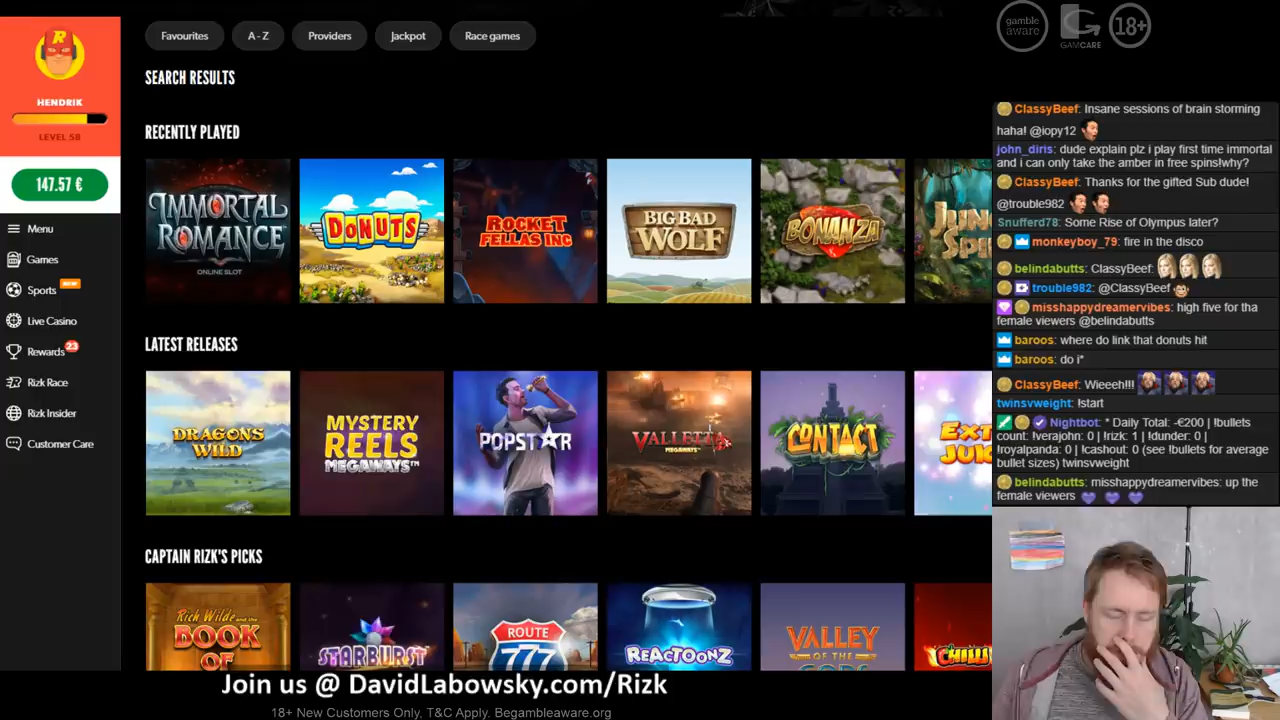 R
HENDRIK
LEVEL 58
147.57 €
Menu
Games
Sports NEW
Live Casino
Rewards 23
Rizk Race
Rizk Insider
Customer Care
Favourites
A - Z
Providers
Jackpot
Race games
SEARCH RESULTS
RECENTLY PLAYED
IMMORTAL
ROMANCE
ONLINE SLOT
DONUTS
ROCKET
FELLAS INC
BIG BAD
WOLF
BONANZA
LATEST RELEASES
DRAGONS
WILD
MYSTERY
REELS
MEGAWAYS™
POPSTAR
VALLETTA
MEGAWAYS™
CONTACT
CAPTAIN RIZK'S PICKS
Rich Wilde and the
BOOK
OF
STARBURST
ROUTE
777
REACTOONZ
VALLEY
OF THE
GODS
gamble
aware
GAMCARE
18+
ClassyBeef: Insane sessions of brain storming
haha! @iopy12
john_diris: dude explain plz i play first time immortal
and i can only take the amber in free spins!why?
ClassyBeef: Thanks for the gifted Sub dude!
@trouble982
Snufferd78: Some Rise of Olympus later?
monkeyboy_79: fire in the disco
belindabutts: ClassyBeef:
trouble982: @ClassyBeef
misshappydreamervibes: high five for tha
female viewers @belindabutts
baroos: where do link that donuts hit
baroos: do i*
ClassyBeef: Wieeeh!!!
twinsvweight: !start
Nightbot: * Daily Total: -€200 | !bullets
count: !verajohn: 0 | !rizk: 1 | !dunder: 0 |
!royalpanda: 0 | !cashout: 0 (see !bullets for average
bullet sizes) twinsvweight
belindabutts: misshappydreamervibes: up the
female viewers
Join us @ DavidLabowsky.com/Rizk
18+ New Customers Only, T&C Apply. Begambleaware.org